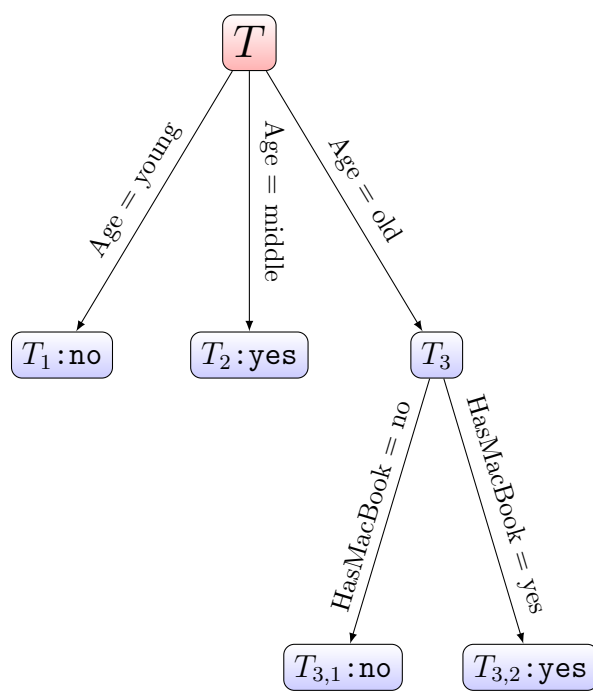 T
Age = young
Age = middle
Age = old
T₁:no
T₂:yes
T₃
HasMacBook = no
HasMacBook = yes
T₃,₁:no
T₃,₂:yes